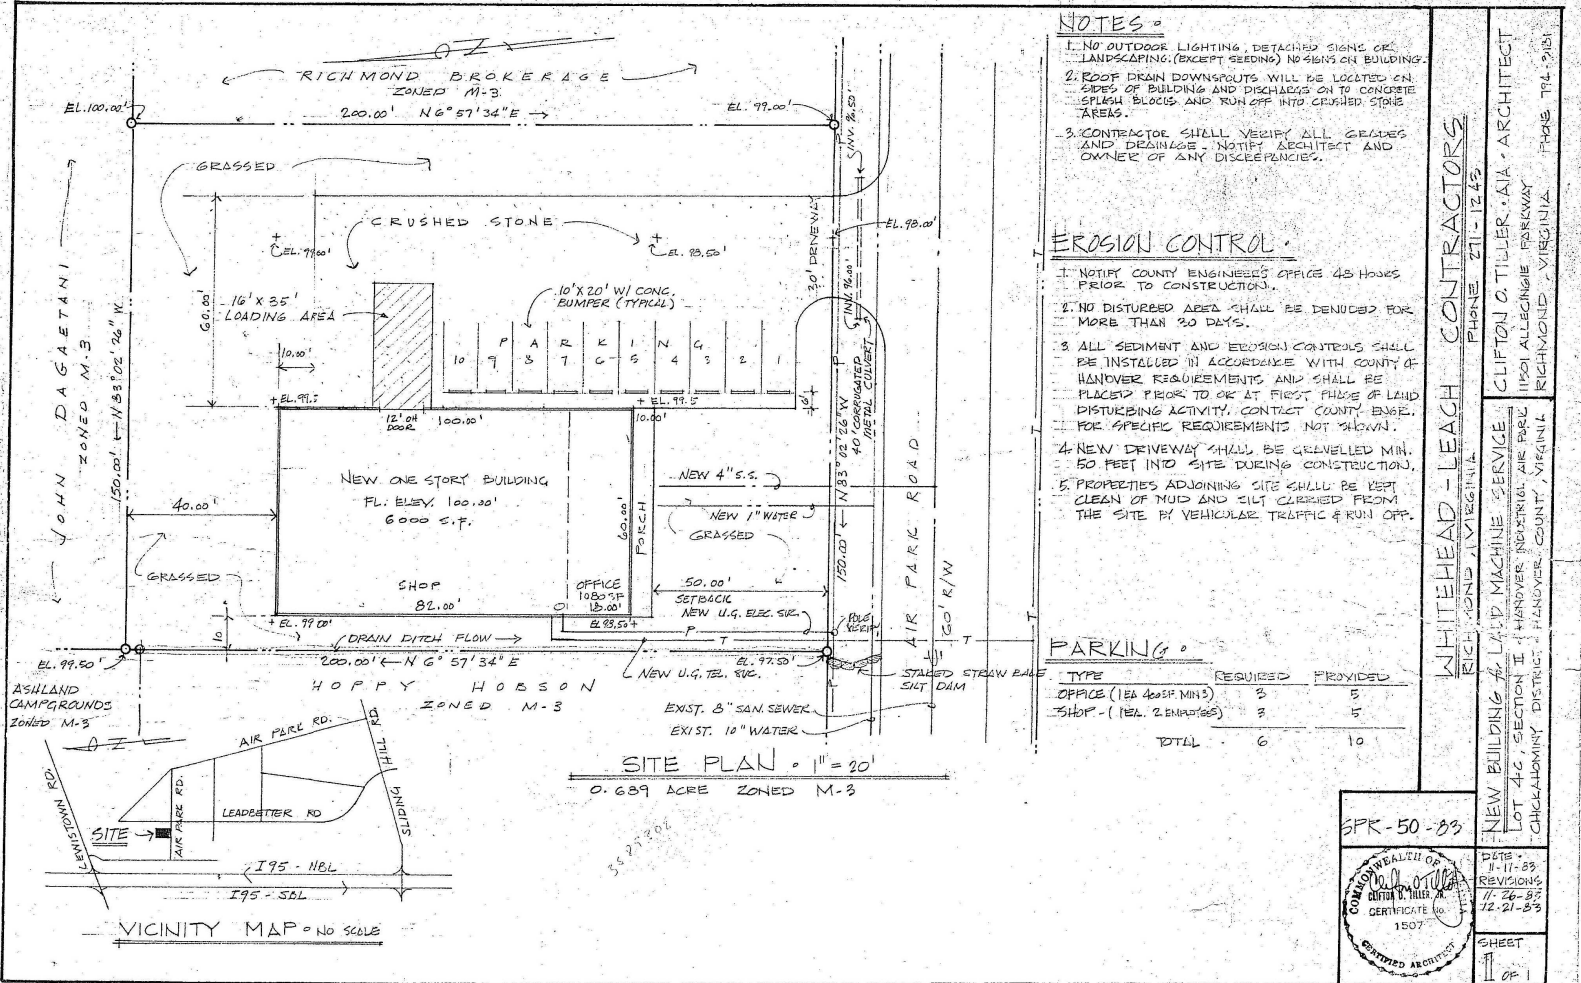 RICHMOND BROKERAGE
ZONED M-3
200.00' N 6° 57' 34" E
EL. 100.00'
EL. 99.00'
INV. 96.50'
GRASSED
CRUSHED STONE
EL. 99.00'
EL. 98.50'
EL. 98.00'
30' DRIVEWAY
INV. 96.00'
40' CORRUGATED
METAL CULVERT
JOHN DAGAETANI
ZONED M-3
150.00' N 83° 02' 26" W
60.00'
16' X 35'
LOADING AREA
10' X 20' W/ CONC.
BUMPER (TYPICAL)
PARKING
10 9 8 7 6 5 4 3 2 1
10.00'
EL. 99.5
12' OH
DOOR
100.00'
EL. 99.5
10.00'
6'
NEW ONE STORY BUILDING
FL. ELEV. 100.00'
6000 S.F.
40.00'
60.00'
PORCH
NEW 4" S.S.
NEW 1" WATER
GRASSED
150.00' N 83° 02' 26" W
AIR PARK ROAD
60' R/W
GRASSED
SHOP
82.00'
OFFICE
1080 SF
18.00'
50.00'
SETBACK
NEW U.G. ELEC. SVC.
POLE
VERIFY
10
EL. 99.00'
EL 98.50'
P
T
T
DRAIN DITCH FLOW
200.00' N 6° 57' 34" E
EL. 99.50'
EL. 97.50'
NEW U.G. TEL. SVC.
STAKED STRAW BALE
SILT DAM
HOPPY HOBSON
ZONED M-3
ASHLAND
CAMPGROUNDS
ZONED M-3
EXIST. 8" SAN. SEWER
EXIST. 10" WATER
SITE PLAN • 1" = 20'
0.689 ACRE ZONED M-3
LEWISTOWN RD.
AIR PARK RD.
AIR PARK RD.
LEADBETTER RD
SLIDING HILL RD
SITE
I95 - NBL
I95 - SBL
VICINITY MAP • NO SCALE
NOTES •
1. NO OUTDOOR LIGHTING, DETACHED SIGNS OR
LANDSCAPING. (EXCEPT SEEDING) NO SIGNS ON BUILDING.
2. ROOF DRAIN DOWNSPOUTS WILL BE LOCATED ON
SIDES OF BUILDING AND DISCHARGE ON TO CONCRETE
SPLASH BLOCKS AND RUN OFF INTO CRUSHED STONE
AREAS.
3. CONTRACTOR SHALL VERIFY ALL GRADES
AND DRAINAGE - NOTIFY ARCHITECT AND
OWNER OF ANY DISCREPANCIES.
EROSION CONTROL •
1. NOTIFY COUNTY ENGINEERS OFFICE 48 HOURS
PRIOR TO CONSTRUCTION.
2. NO DISTURBED AREA SHALL BE DENUDED FOR
MORE THAN 30 DAYS.
3 ALL SEDIMENT AND EROSION CONTROLS SHALL
BE INSTALLED IN ACCORDANCE WITH COUNTY OF
HANOVER REQUIREMENTS AND SHALL BE
PLACED PRIOR TO OR AT FIRST PHASE OF LAND
DISTURBING ACTIVITY. CONTACT COUNTY ENGR.
FOR SPECIFIC REQUIREMENTS NOT SHOWN.
4 NEW DRIVEWAY SHALL BE GRAVELLED MIN.
50 FEET INTO SITE DURING CONSTRUCTION.
5. PROPERTIES ADJOINING SITE SHALL BE KEPT
CLEAN OF MUD AND SILT CARRIED FROM
THE SITE BY VEHICULAR TRAFFIC & RUN OFF.
PARKING •
TYPE REQUIRED PROVIDED
OFFICE (1 EA 400 SF. MIN 3) 3 5
SHOP - (1 EA. 2 EMPLOYEES) 3 5
TOTAL 6 10
WHITEHEAD - LEACH CONTRACTORS
RICHMOND, VIRGINIA PHONE 271-1243
CLIFTON O. TILLER, AIA • ARCHITECT
11501 ALLECINGIE PARKWAY
RICHMOND, VIRGINIA PHONE 794-3131
NEW BUILDING for LAID MACHINE SERVICE
LOT 4C, SECTION II • HANOVER INDUSTRIAL AIR PARK
CHICKAHOMINY DISTRICT • HANOVER COUNTY, VIRGINIA
SPR-50-83
COMMONWEALTH OF
CLIFTON O. TILLER, JR.
CERTIFICATE No.
1507
CERTIFIED ARCHITECT
DATE •
11-17-83
REVISIONS
11-26-83
12-21-83
SHEET
1 OF 1